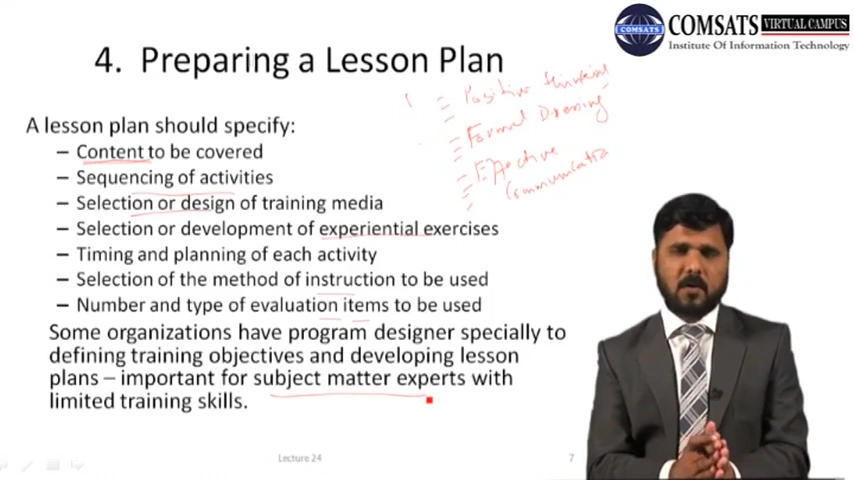 COMSATS VIRTUAL CAMPUS
COMSATS
Institute Of Information Technology
4. Preparing a Lesson Plan
Positive thinking
Formal Dressing
Effective
Communication
A lesson plan should specify:
– Content to be covered
– Sequencing of activities
– Selection or design of training media
– Selection or development of experiential exercises
– Timing and planning of each activity
– Selection of the method of instruction to be used
– Number and type of evaluation items to be used
Some organizations have program designer specially to
defining training objectives and developing lesson
plans – important for subject matter experts with
limited training skills.
Lecture 24
7